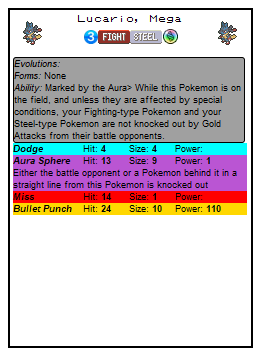 Lucario, Mega
3 FIGHT STEEL
Evolutions:
Forms: None
Ability: Marked by the Aura> While this Pokemon is on
the field, and unless they are affected by special
conditions, your Fighting-type Pokemon and your
Steel-type Pokemon are not knocked out by Gold
Attacks from their battle opponents.
Dodge Hit: 4 Size: 4 Power:
Aura Sphere Hit: 13 Size: 9 Power: 1
Either the battle opponent or a Pokemon behind it in a
straight line from this Pokemon is knocked out
Miss Hit: 14 Size: 1 Power:
Bullet Punch Hit: 24 Size: 10 Power: 110